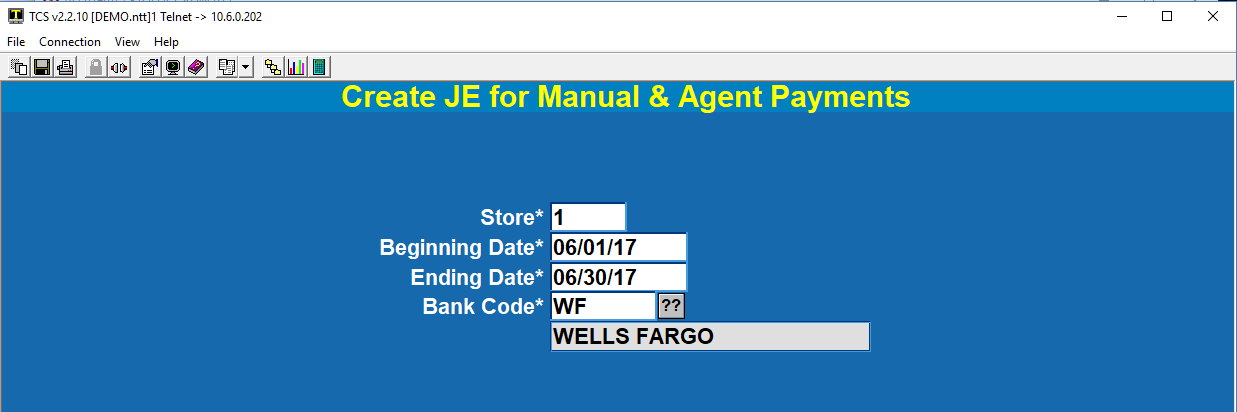 TCS v2.2.10 [DEMO.ntt]1 Telnet -> 10.6.0.202
File Connection View Help
Create JE for Manual & Agent Payments
Store* 1
Beginning Date* 06/01/17
Ending Date* 06/30/17
Bank Code* WF ??
WELLS FARGO